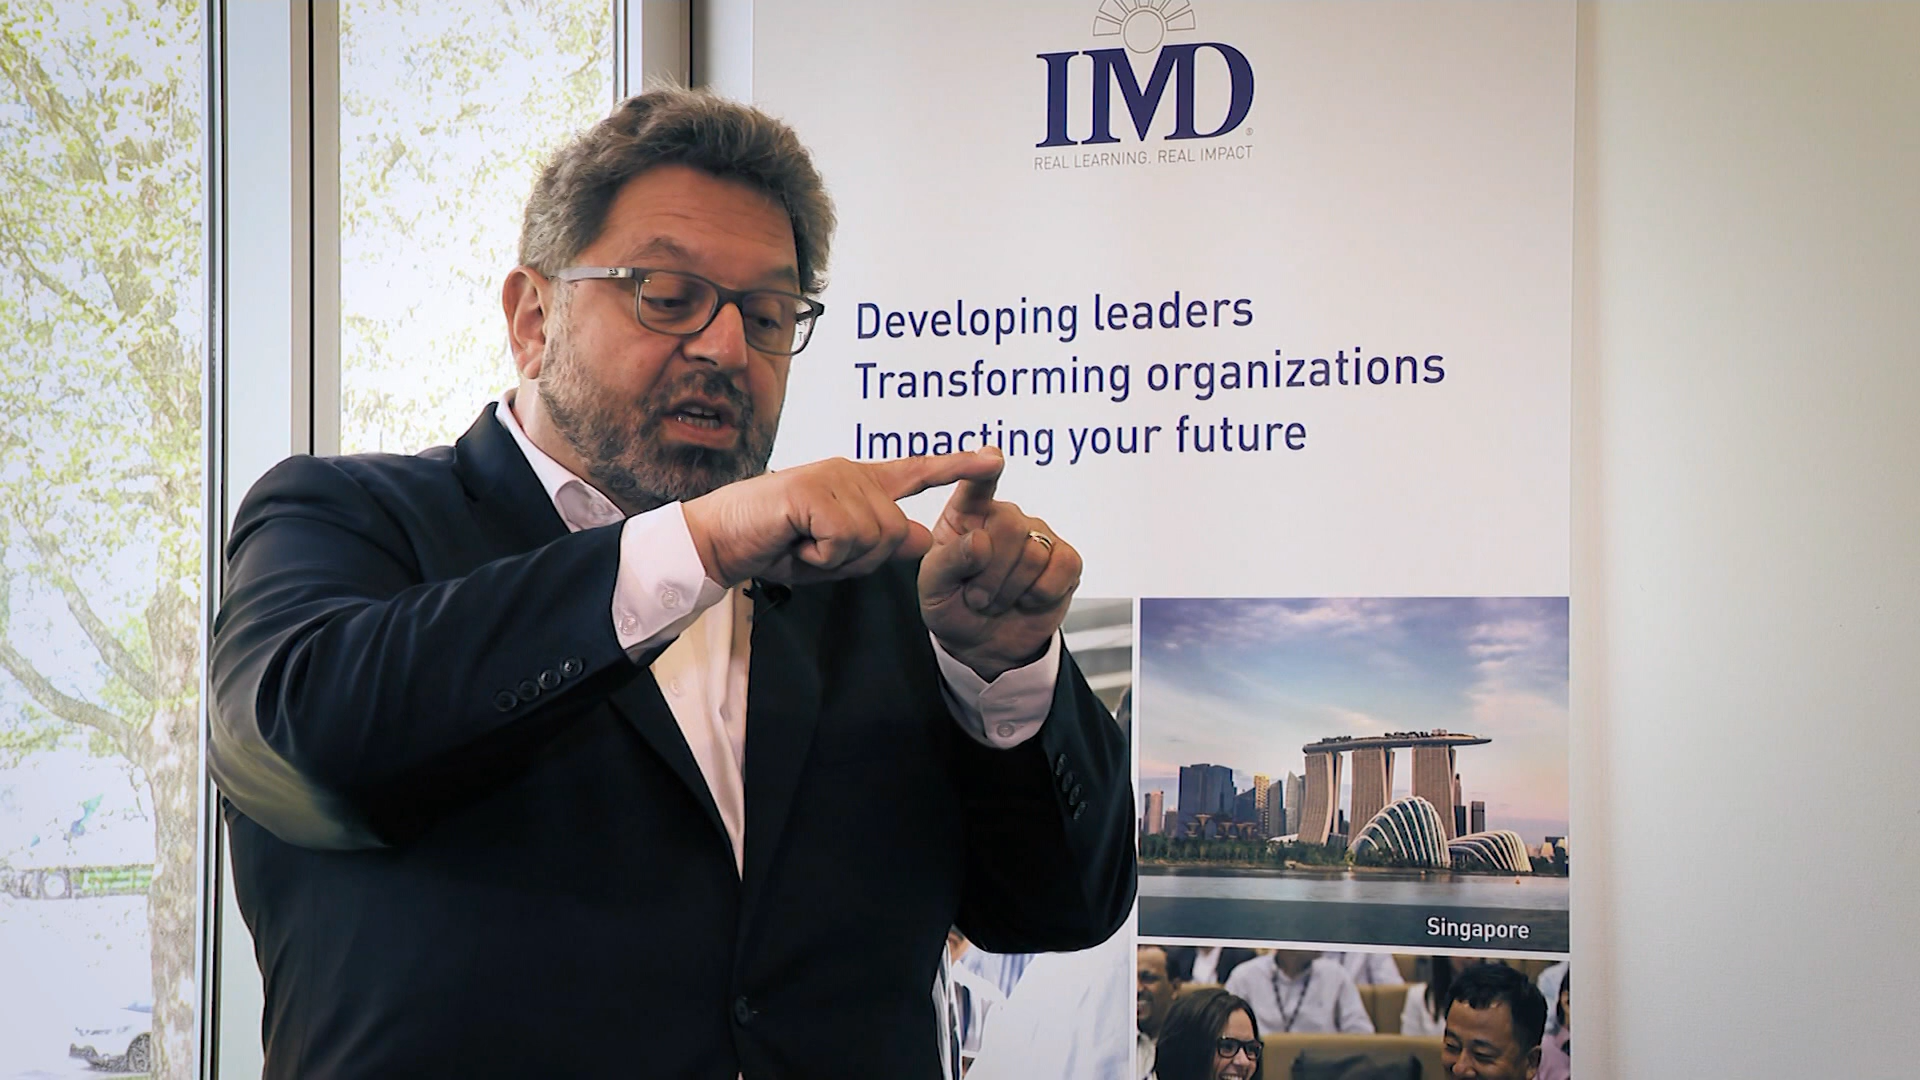 IMD
REAL LEARNING. REAL IMPACT
Developing leaders
Transforming organizations
Impacting your future
Singapore